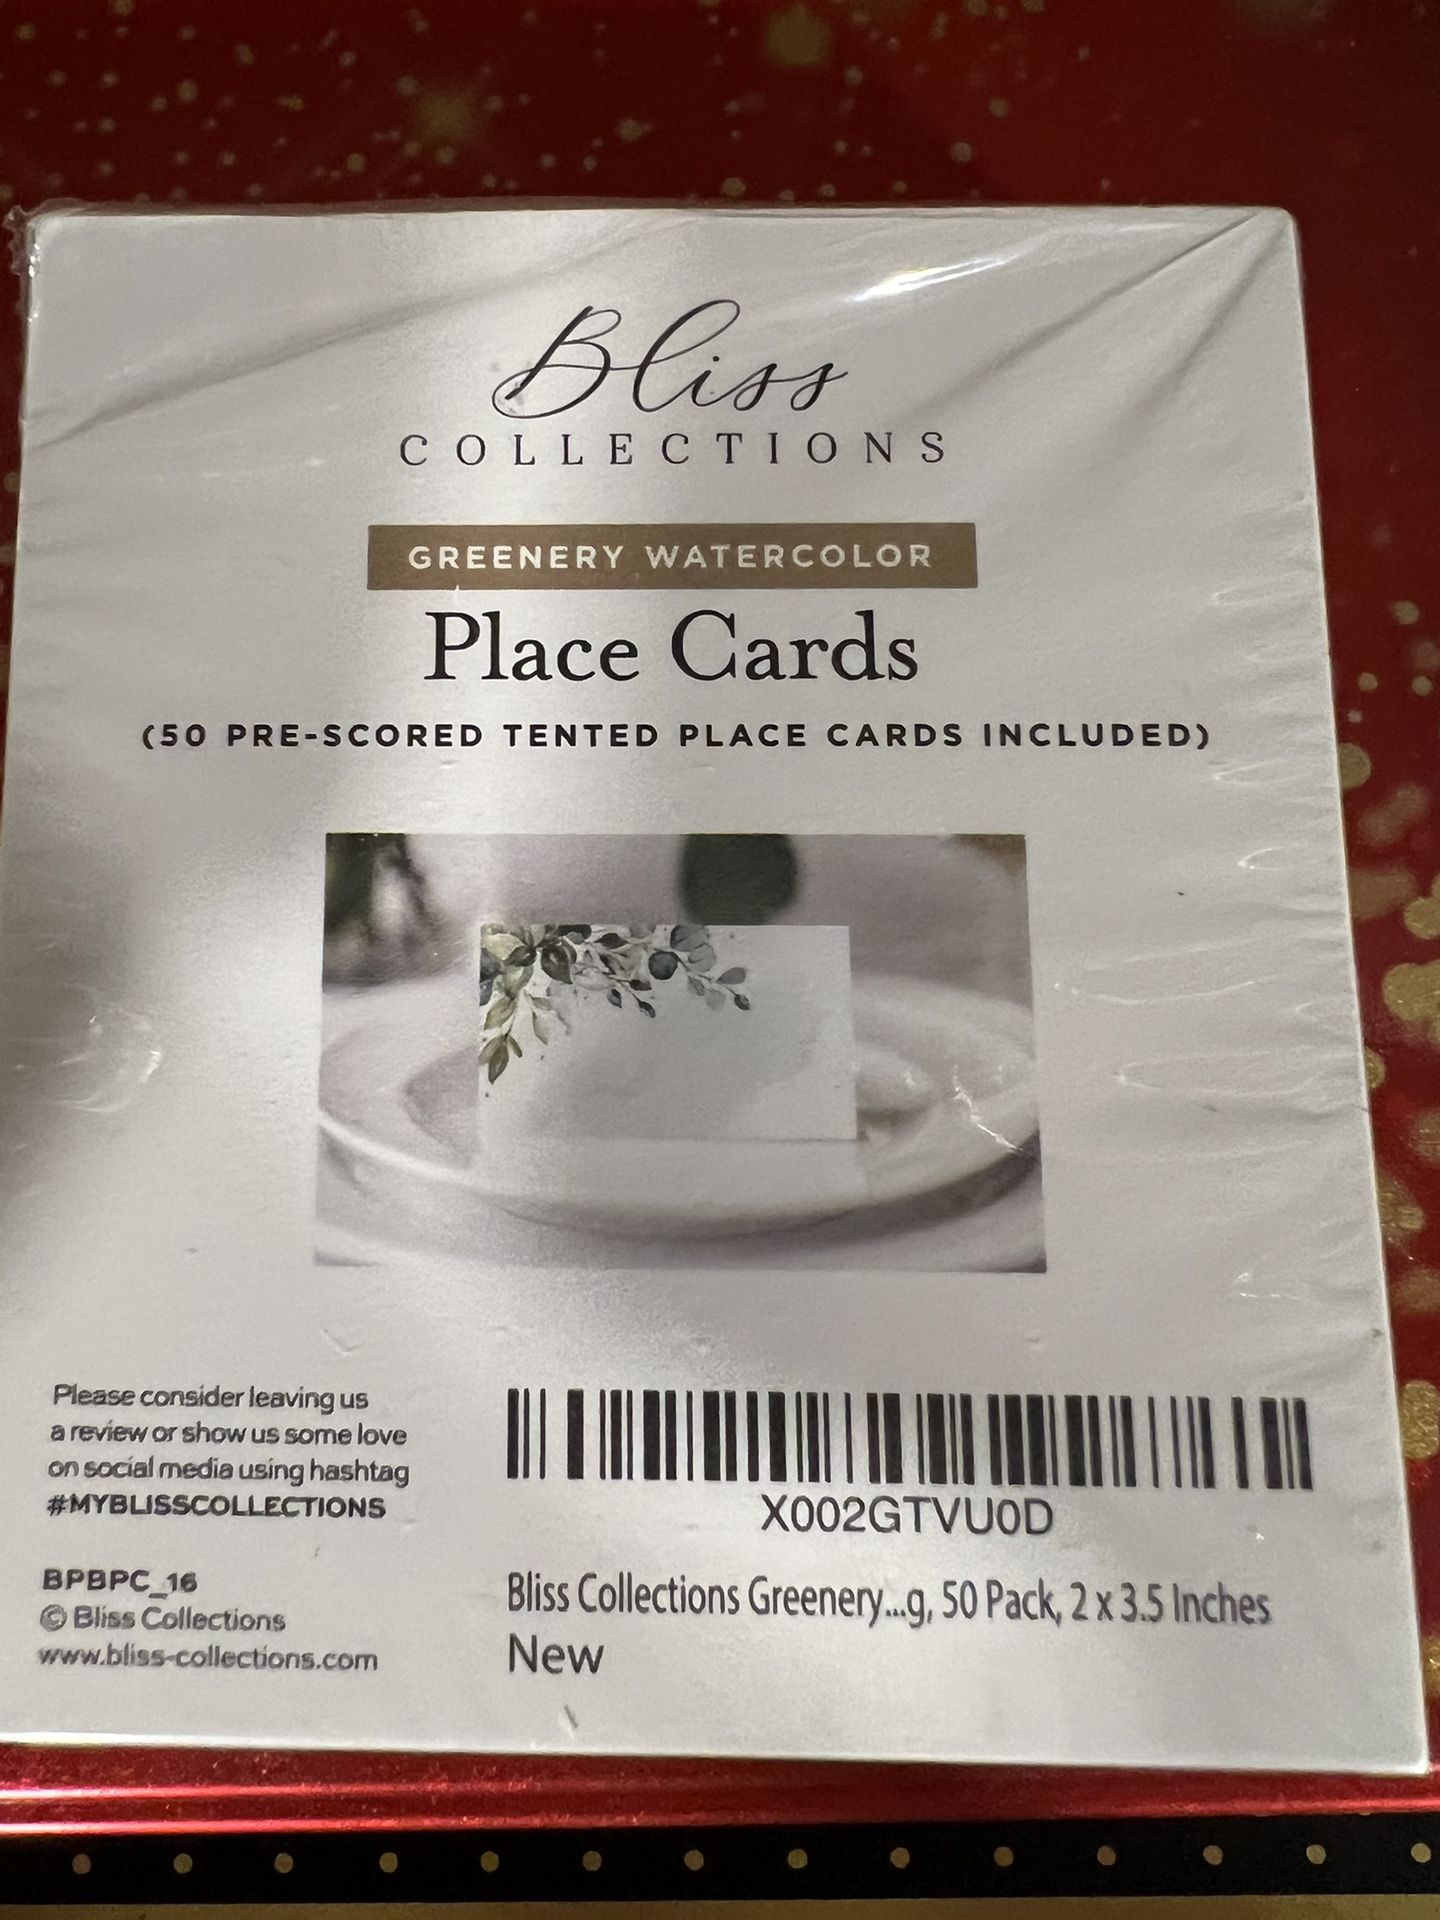 Bliss
COLLECTIONS
GREENERY WATERCOLOR
Place Cards
(50 PRE-SCORED TENTED PLACE CARDS INCLUDED)
Please consider leaving us
a review or show us some love
on social media using hashtag
#MYBLISSCOLLECTIONS
BPBPC_16
© Bliss Collections
www.bliss-collections.com
X002GTVU0D
Bliss Collections Greenery...g, 50 Pack, 2 x 3.5 Inches
New